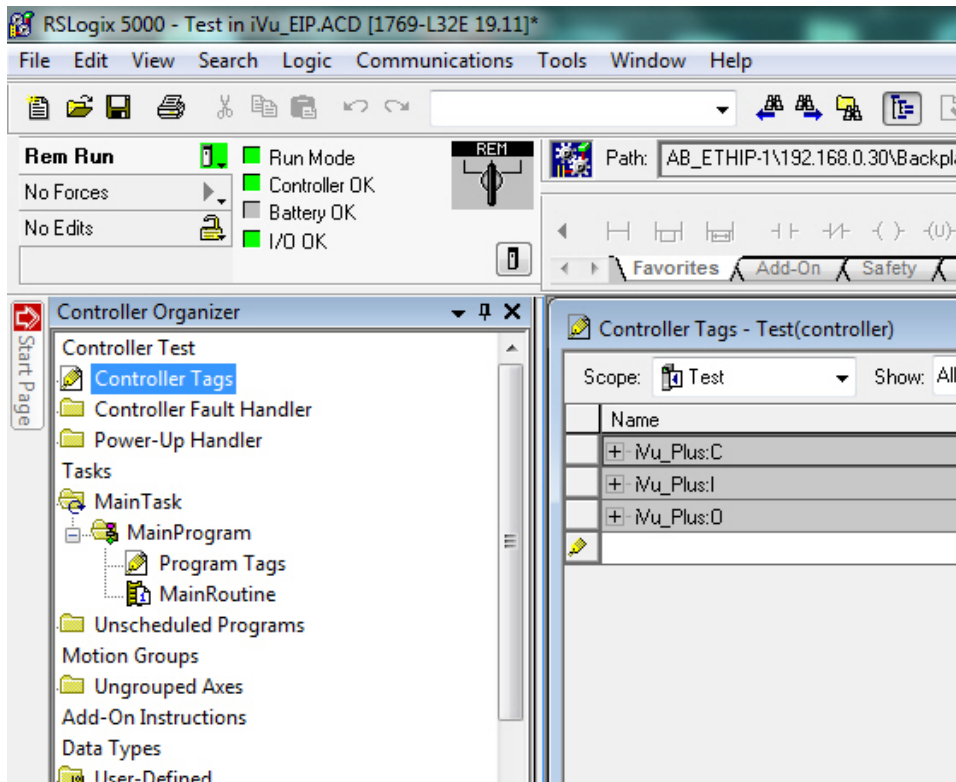 RSLogix 5000 - Test in iVu_EIP.ACD [1769-L32E 19.11]*
File Edit View Search Logic Communications Tools Window Help
Rem Run
No Forces
No Edits
Run Mode
Controller OK
Battery OK
I/O OK
REM
Path: AB_ETHIP-1\192.168.0.30\Backpl
Favorites Add-On Safety
Start Page
Controller Organizer
Controller Test
Controller Tags
Controller Fault Handler
Power-Up Handler
Tasks
MainTask
MainProgram
Program Tags
MainRoutine
Unscheduled Programs
Motion Groups
Ungrouped Axes
Add-On Instructions
Data Types
User-Defined
Controller Tags - Test(controller)
Scope: Test Show: All
Name
iVu_Plus:C
iVu_Plus:I
iVu_Plus:O